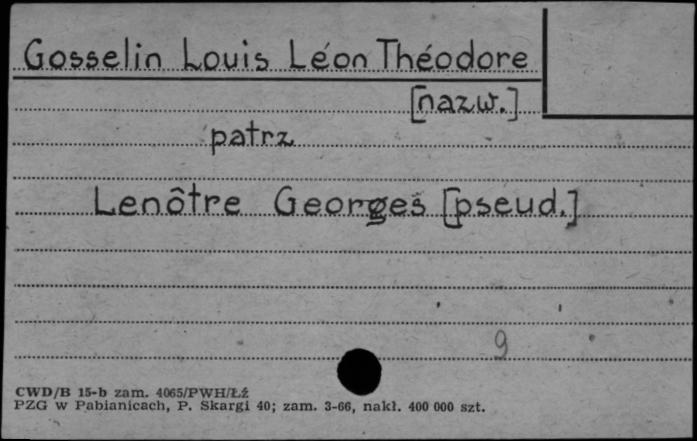 Gosselin Louis Léon Théodore
[nazw.]
patrz
Lenôtre Georges [pseud.]
9
CWD/B 15-b zam. 4065/PWH/Łź
PZG w Pabianicach, P. Skargi 40; zam. 3-66, nakł. 400 000 szt.